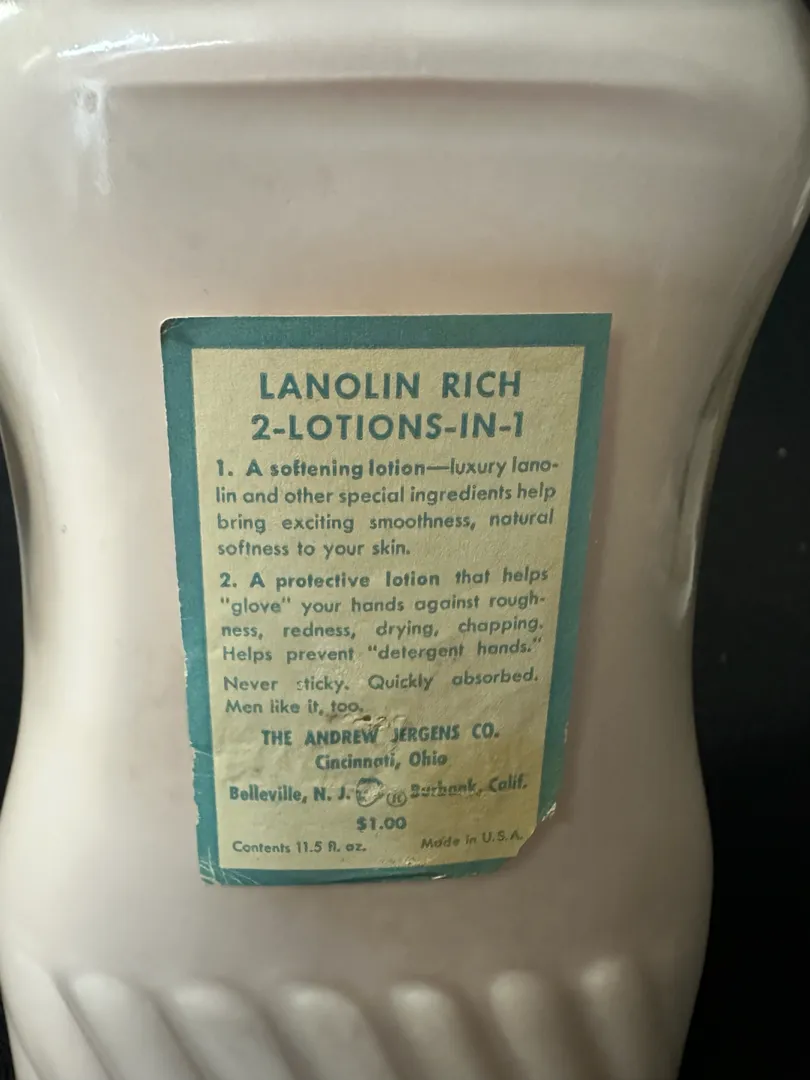 LANOLIN RICH
2-LOTIONS-IN-1
1. A softening lotion—luxury lano-
lin and other special ingredients help
bring exciting smoothness, natural
softness to your skin.
2. A protective lotion that helps
"glove" your hands against rough-
ness, redness, drying, chapping.
Helps prevent "detergent hands."
Never sticky. Quickly absorbed.
Men like it, too.
THE ANDREW JERGENS CO.
Cincinnati, Ohio
Belleville, N. J. ® Burbank, Calif.
$1.00
Contents 11.5 fl. oz. Made in U.S.A.